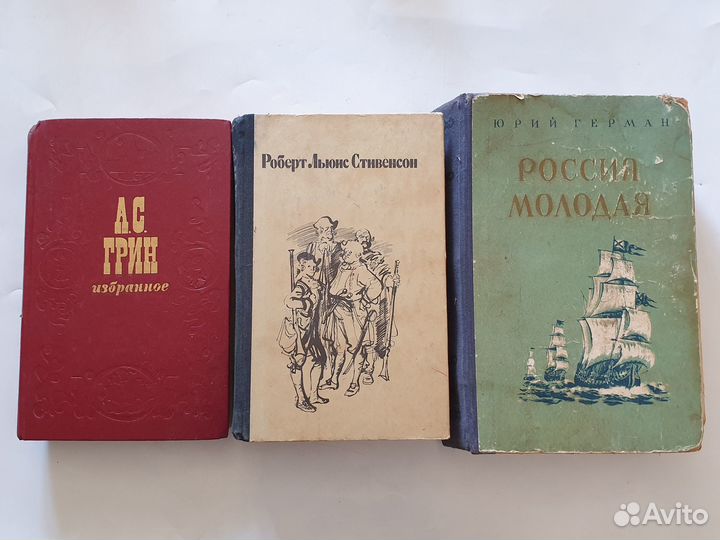 А.С.
ГРИН
избранное
Роберт Льюис Стивенсон
ЮРИЙ ГЕРМАН
РОССИЯ
МОЛОДАЯ
Avito